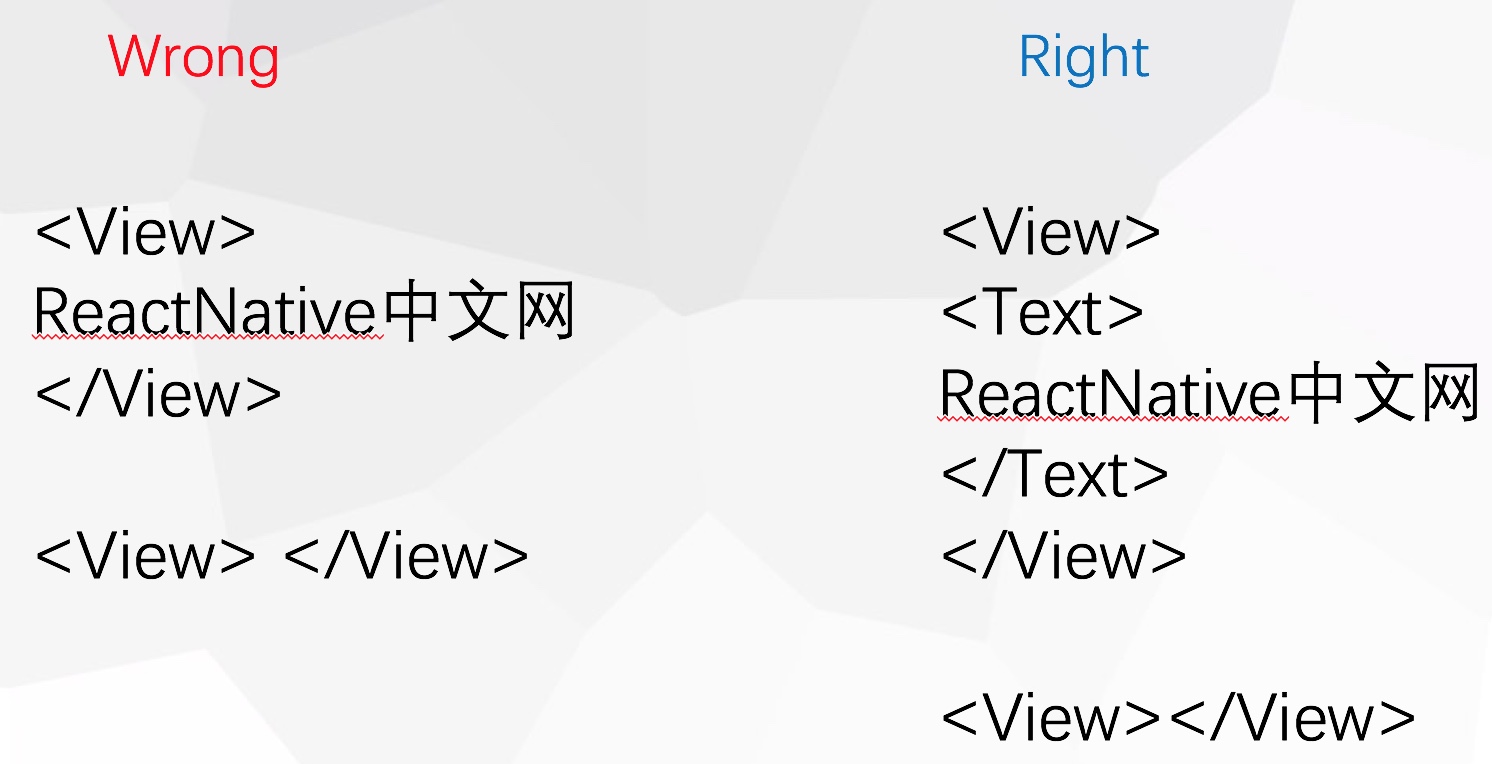 Wrong
<View>
ReactNative中文网
</View>
<View> </View>
Right
<View>
<Text>
ReactNative中文网
</Text>
</View>
<View></View>